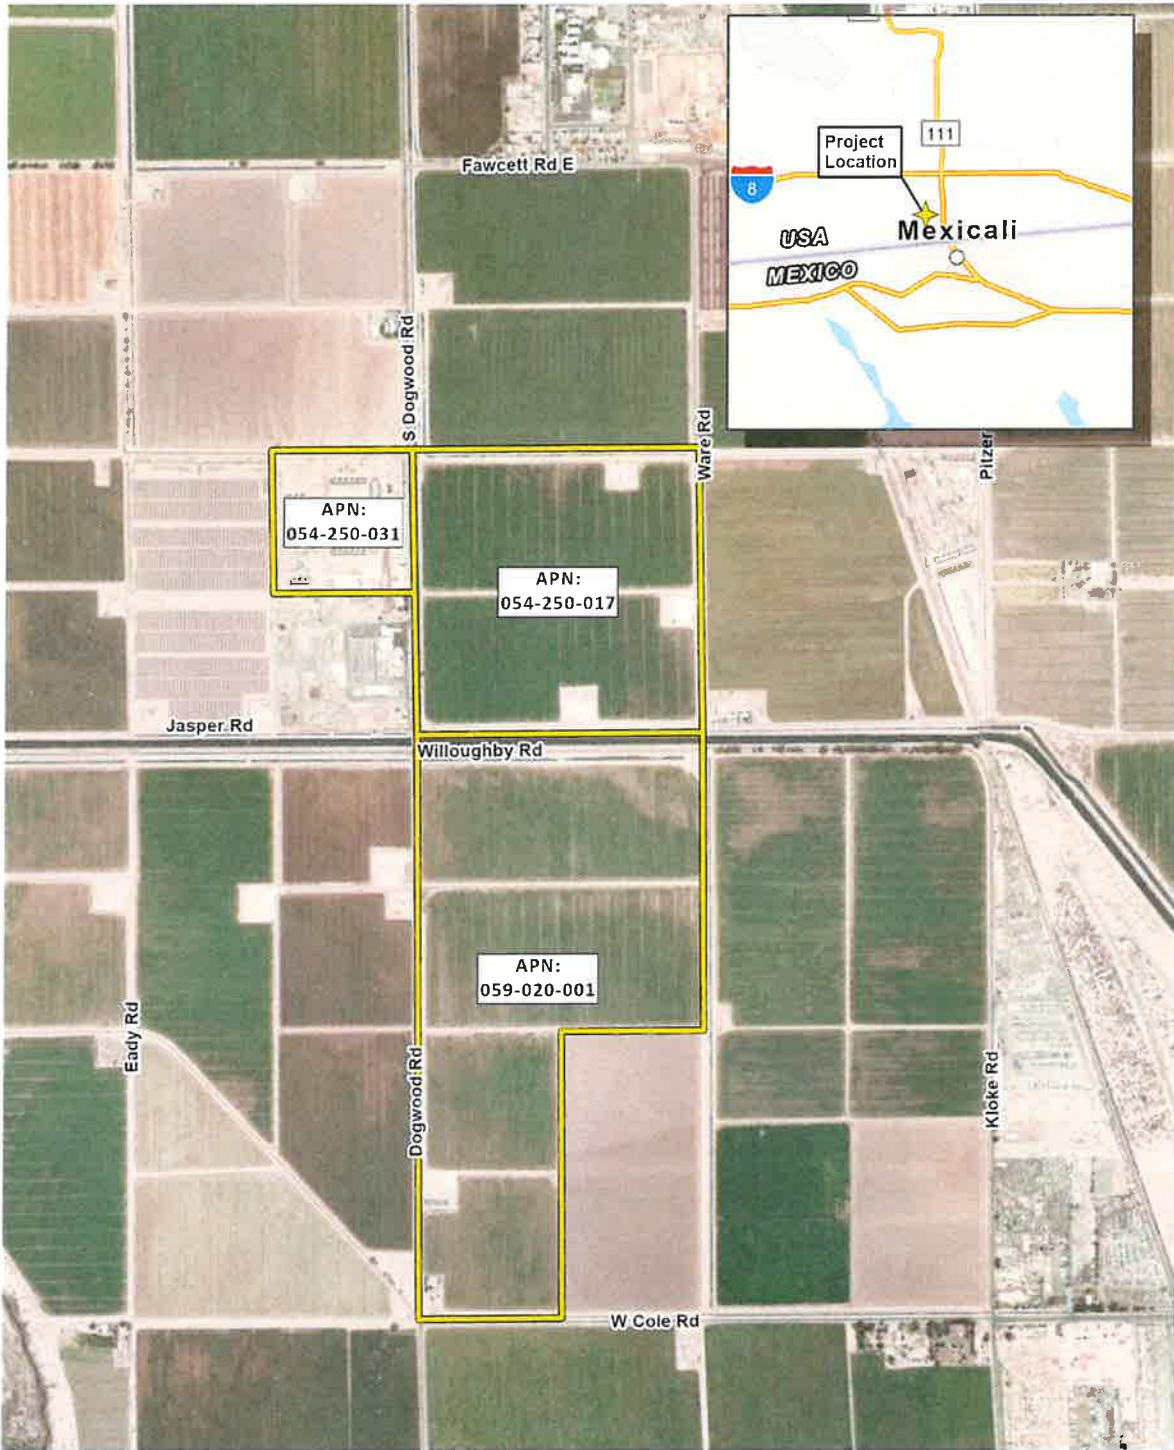 Fawcett Rd E
S Dogwood Rd
Ware Rd
Pitzer
111
Project
Location
8
USA
MEXICO
Mexicali
APN:
054-250-031
APN:
054-250-017
Jasper Rd
Willoughby Rd
APN:
059-020-001
Eady Rd
Dogwood Rd
Kloke Rd
W Cole Rd